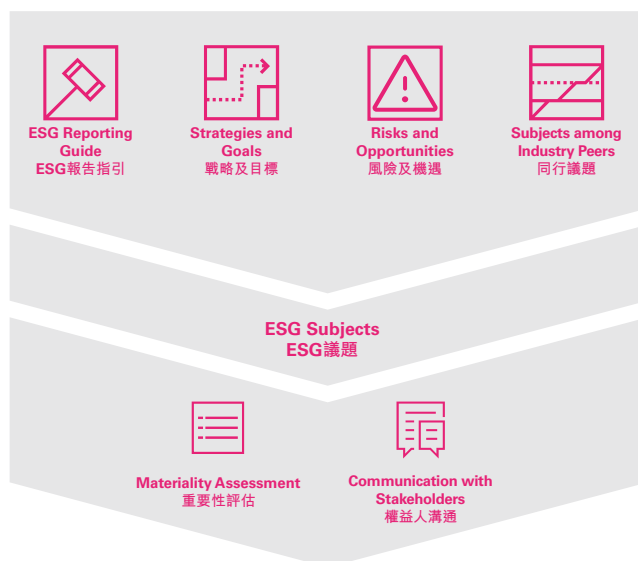 ESG Reporting
Guide
ESG報告指引
Strategies and
Goals
戰略及目標
Risks and
Opportunities
風險及機遇
Subjects among
Industry Peers
同行議題
ESG Subjects
ESG議題
Materiality Assessment
重要性評估
Communication with
Stakeholders
權益人溝通